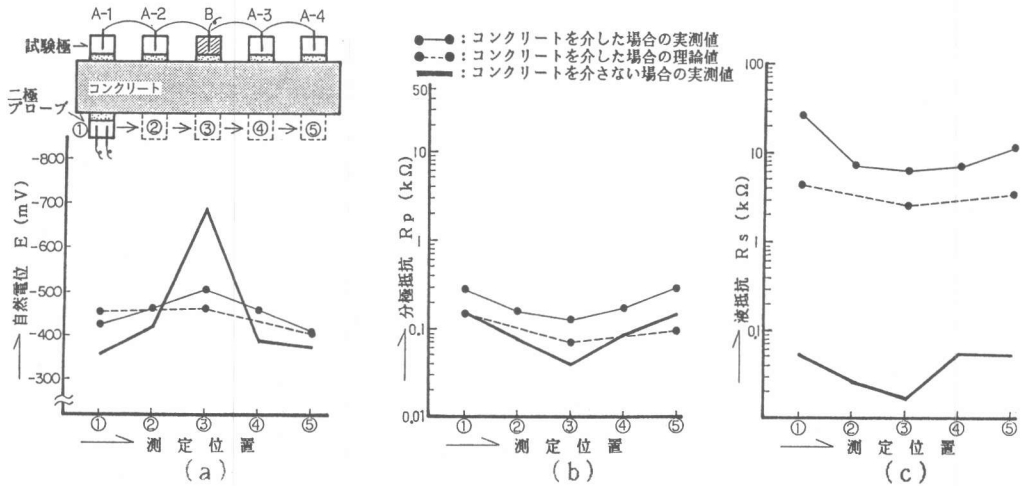 A-1 A-2 B A-3 A-4
試験極
コンクリート
二極
プローブ
① ② ③ ④ ⑤
●─● : コンクリートを介した場合の実測値
●--● : コンクリートを介した場合の理論値
━━ : コンクリートを介さない場合の実測値
自然電位 E (mV)
-800
-700
-600
-500
-400
-300
① ② ③ ④ ⑤
測定位置
(a)
分極抵抗 Rp (kΩ)
50
10
1
0.1
0.01
① ② ③ ④ ⑤
測定位置
(b)
液抵抗 Rs (kΩ)
100
10
1
0.1
① ② ③ ④ ⑤
測定位置
(c)